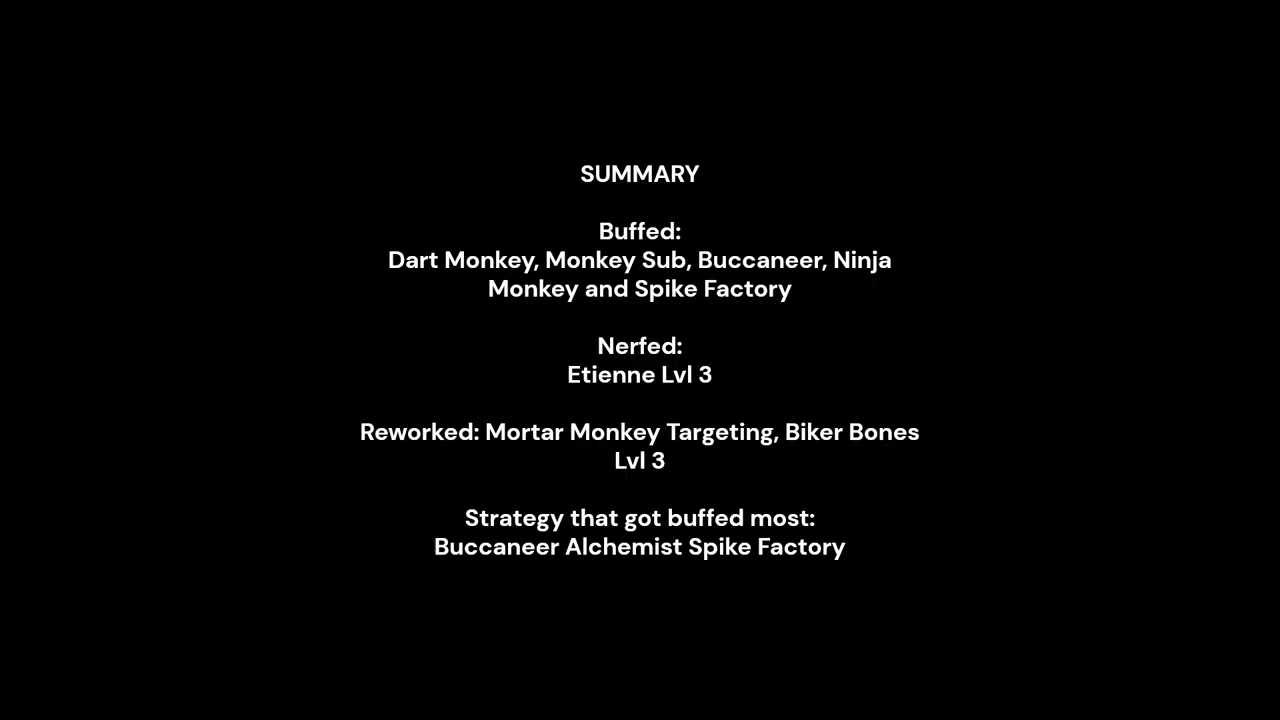 SUMMARY
Buffed:
Dart Monkey, Monkey Sub, Buccaneer, Ninja
Monkey and Spike Factory
Nerfed:
Etienne Lvl 3
Reworked: Mortar Monkey Targeting, Biker Bones
Lvl 3
Strategy that got buffed most:
Buccaneer Alchemist Spike Factory